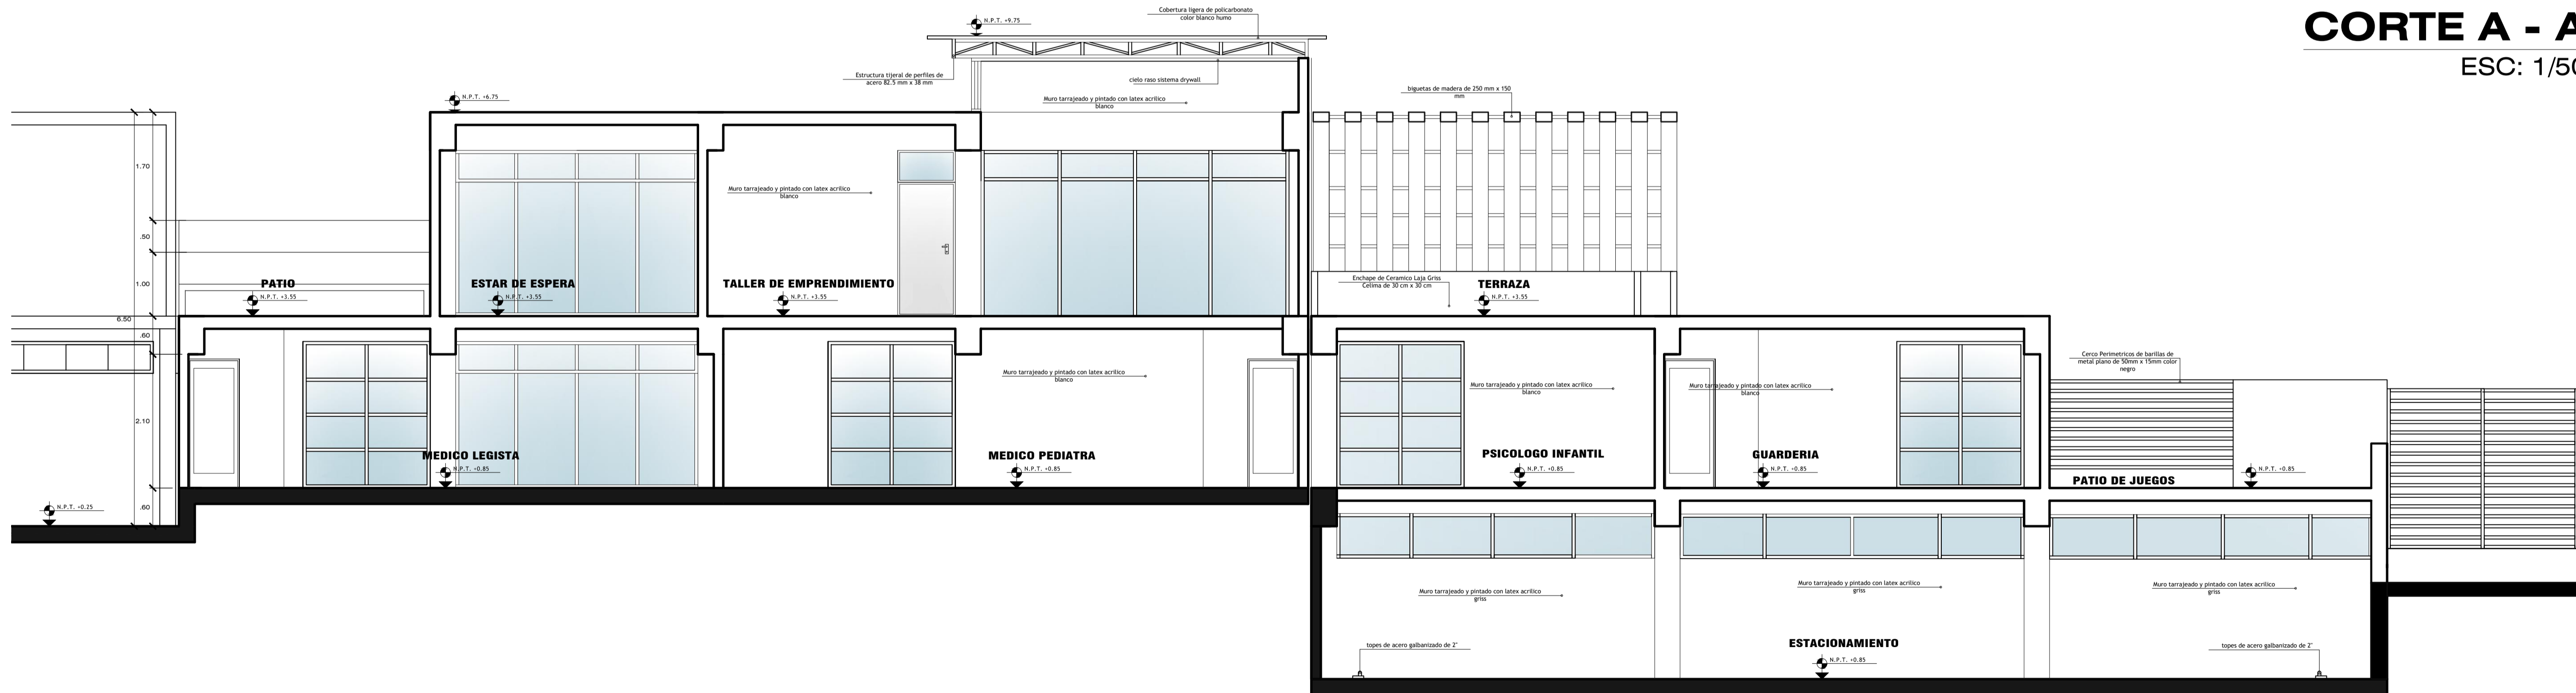 CORTE A - A
ESC: 1/50
Cobertura ligera de policarbonato
color blanco humo
N.P.T. +9.75
Estructura tijeral de perfiles de
acero 82.5 mm x 38 mm
cielo raso sistema drywall
Muro tarrajeado y pintado con latex acrilico
blanco
biguetas de madera de 250 mm x 150
mm
N.P.T. +6.75
1.70
.50
1.00
6.50
.60
2.10
.60
Muro tarrajeado y pintado con latex acrilico
blanco
PATIO
N.P.T. +3.55
ESTAR DE ESPERA
N.P.T. +3.55
TALLER DE EMPRENDIMIENTO
N.P.T. +3.55
Enchape de Ceramico Laja Griss
Celima de 30 cm x 30 cm
TERRAZA
N.P.T. +3.55
Cerco Perimetricos de barillas de
metal plano de 50mm x 15mm color
negro
Muro tarrajeado y pintado con latex acrilico
blanco
Muro tarrajeado y pintado con latex acrilico
blanco
Muro tarrajeado y pintado con latex acrilico
blanco
MEDICO LEGISTA
N.P.T. +0.85
MEDICO PEDIATRA
N.P.T. +0.85
PSICOLOGO INFANTIL
N.P.T. +0.85
GUARDERIA
N.P.T. +0.85
PATIO DE JUEGOS
N.P.T. +0.85
N.P.T. +0.25
Muro tarrajeado y pintado con latex acrilico
griss
Muro tarrajeado y pintado con latex acrilico
griss
Muro tarrajeado y pintado con latex acrilico
griss
topes de acero galbanizado de 2"
ESTACIONAMIENTO
N.P.T. +0.85
topes de acero galbanizado de 2"